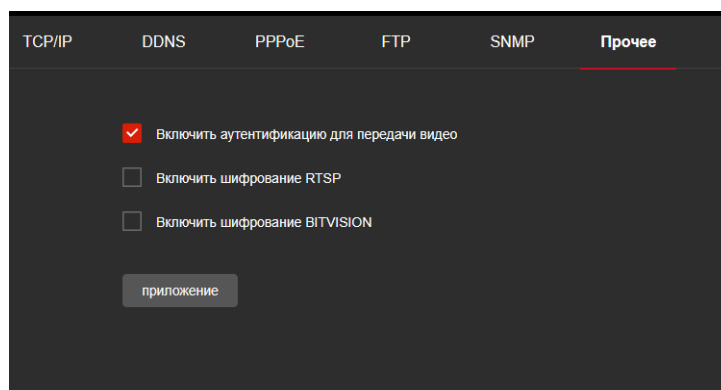 TCP/IP DDNS PPPoE FTP SNMP Прочее
Включить аутентификацию для передачи видео
Включить шифрование RTSP
Включить шифрование BITVISION
приложение